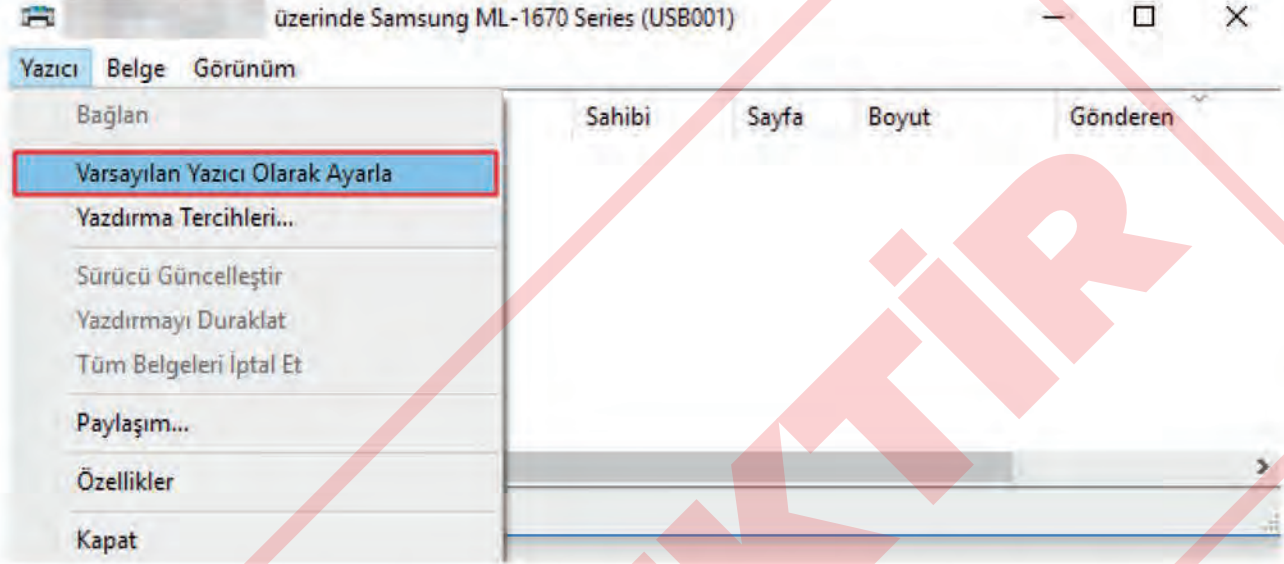 üzerinde Samsung ML-1670 Series (USB001)
Yazıcı Belge Görünüm
Bağlan Sahibi Sayfa Boyut Gönderen
Varsayılan Yazıcı Olarak Ayarla
Yazdırma Tercihleri...
Sürücü Güncelleştir
Yazdırmayı Duraklat
Tüm Belgeleri İptal Et
Paylaşım...
Özellikler
Kapat
KTİR